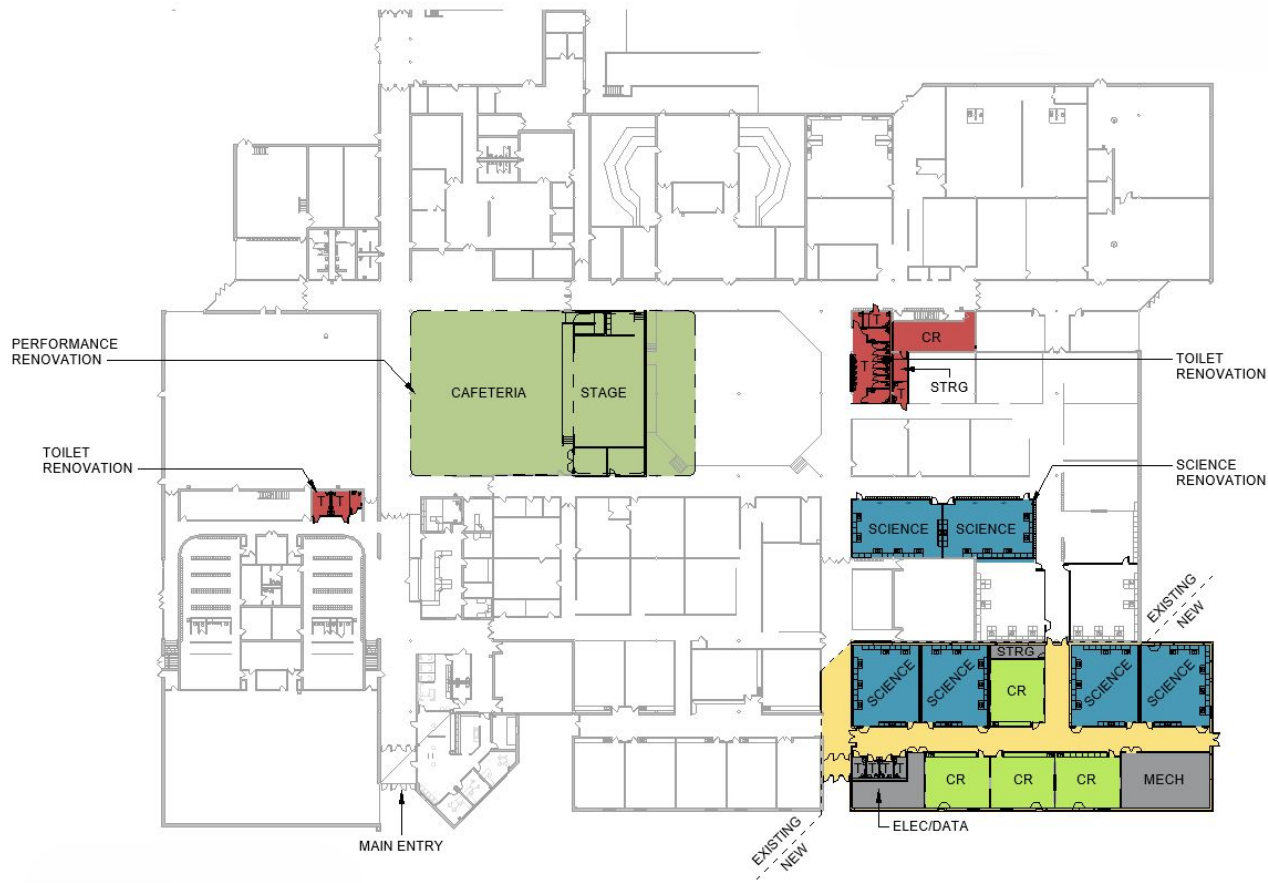 PERFORMANCE
RENOVATION
CAFETERIA
STAGE
T
CR
T
T
STRG
TOILET
RENOVATION
TOILET
RENOVATION
T T
SCIENCE
RENOVATION
SCIENCE
SCIENCE
EXISTING
NEW
STRG
SCIENCE
SCIENCE
CR
SCIENCE
SCIENCE
T T T T
CR
CR
CR
MECH
ELEC/DATA
MAIN ENTRY
EXISTING
NEW